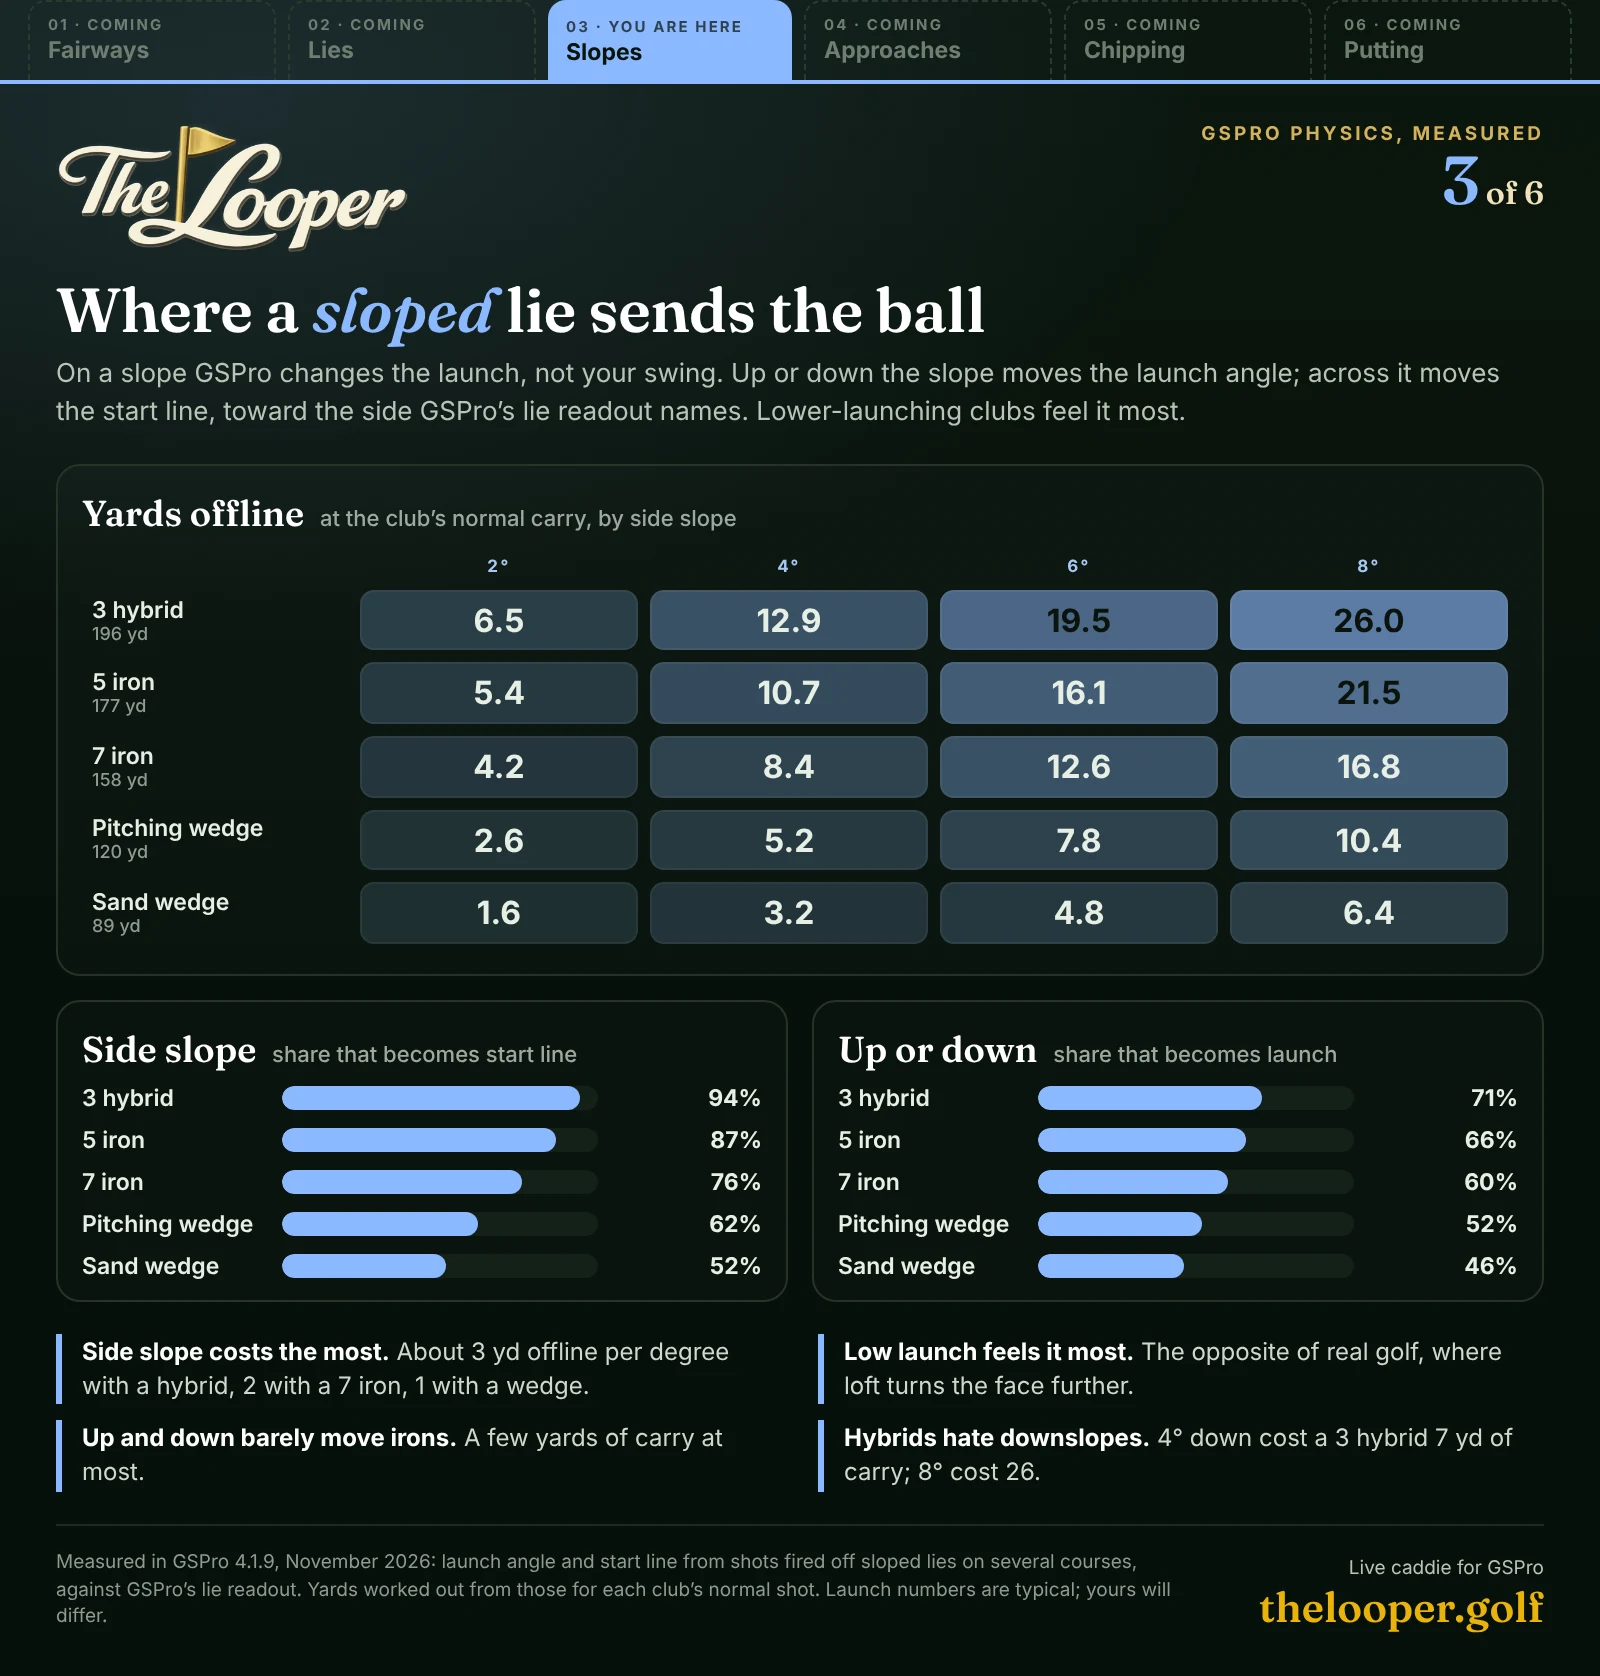 01 · COMING
Fairways
02 · COMING
Lies
03 · YOU ARE HERE
Slopes
04 · COMING
Approaches
05 · COMING
Chipping
06 · COMING
Putting
The Looper
GSPRO PHYSICS, MEASURED
3 of 6
Where a sloped lie sends the ball
On a slope GSPro changes the launch, not your swing. Up or down the slope moves the launch angle; across it moves
the start line, toward the side GSPro’s lie readout names. Lower-launching clubs feel it most.
Yards offline at the club’s normal carry, by side slope
2° 4° 6° 8°
3 hybrid
196 yd
6.5 12.9 19.5 26.0
5 iron
177 yd
5.4 10.7 16.1 21.5
7 iron
158 yd
4.2 8.4 12.6 16.8
Pitching wedge
120 yd
2.6 5.2 7.8 10.4
Sand wedge
89 yd
1.6 3.2 4.8 6.4
Side slope share that becomes start line
3 hybrid 94%
5 iron 87%
7 iron 76%
Pitching wedge 62%
Sand wedge 52%
Up or down share that becomes launch
3 hybrid 71%
5 iron 66%
7 iron 60%
Pitching wedge 52%
Sand wedge 46%
Side slope costs the most. About 3 yd offline per degree
with a hybrid, 2 with a 7 iron, 1 with a wedge.
Low launch feels it most. The opposite of real golf, where
loft turns the face further.
Up and down barely move irons. A few yards of carry at
most.
Hybrids hate downslopes. 4° down cost a 3 hybrid 7 yd of
carry; 8° cost 26.
Measured in GSPro 4.1.9, November 2026: launch angle and start line from shots fired off sloped lies on several courses,
against GSPro’s lie readout. Yards worked out from those for each club’s normal shot. Launch numbers are typical; yours will
differ.
Live caddie for GSPro
thelooper.golf